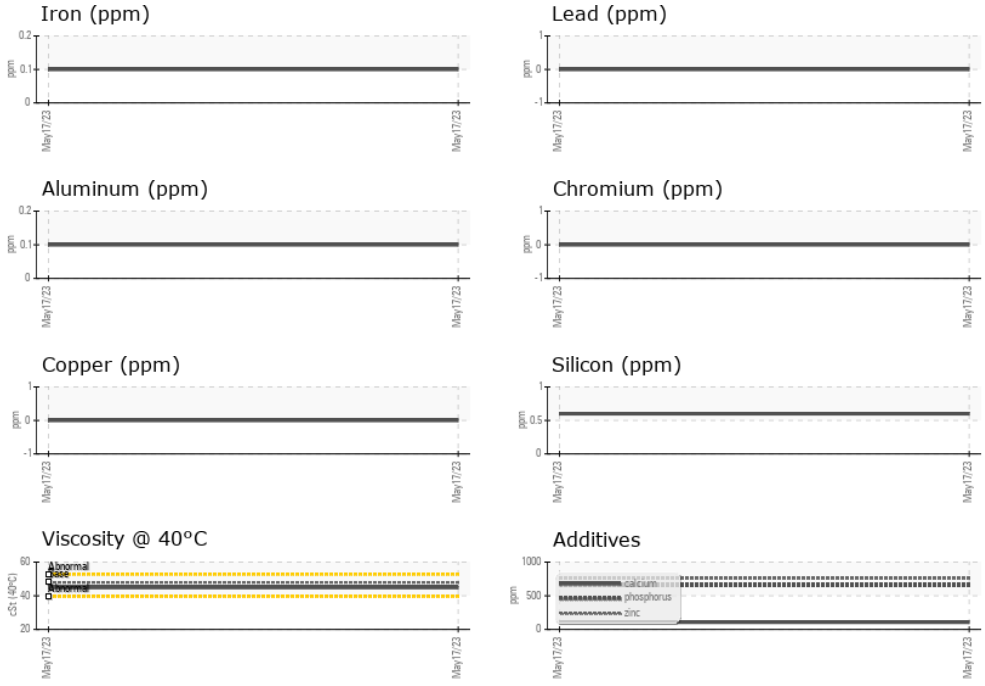 Iron (ppm)
Lead (ppm)
0.2
0.1
0
ppm
May17/23
May17/23
1
0
-1
ppm
May17/23
May17/23
Aluminum (ppm)
Chromium (ppm)
0.2
0.1
0
ppm
May17/23
May17/23
1
0
-1
ppm
May17/23
May17/23
Copper (ppm)
Silicon (ppm)
1
0
-1
ppm
May17/23
May17/23
1
0.5
0
ppm
May17/23
May17/23
Viscosity @ 40°C
Additives
60
40
20
cSt (40°C)
Abnormal
Base
Abnormal
May17/23
May17/23
1000
500
0
ppm
calcium
phosphorus
zinc
May17/23
May17/23